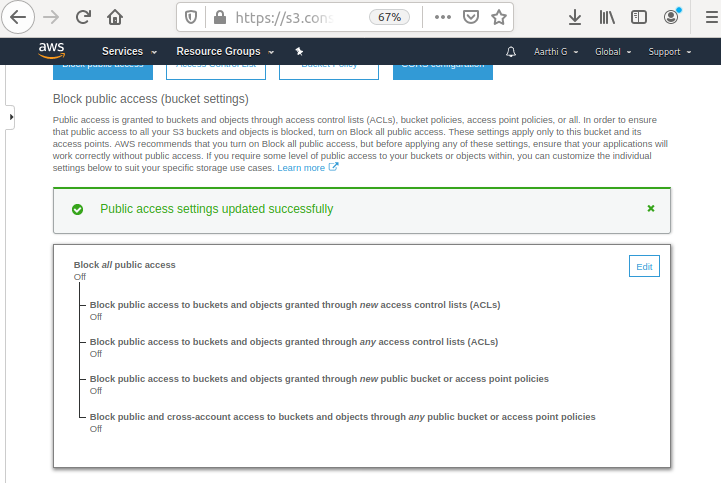 https://s3.cons
67%
aws
Services
Resource Groups
Aarthi G
Global
Support
Block public access
Access Control List
Bucket Policy
CORS configuration
Block public access (bucket settings)
Public access is granted to buckets and objects through access control lists (ACLs), bucket policies, access point policies, or all. In order to ensure
that public access to all your S3 buckets and objects is blocked, turn on Block all public access. These settings apply only to this bucket and its
access points. AWS recommends that you turn on Block all public access, but before applying any of these settings, ensure that your applications will
work correctly without public access. If you require some level of public access to your buckets or objects within, you can customize the individual
settings below to suit your specific storage use cases. Learn more
Public access settings updated successfully
Block all public access
Edit
Off
Block public access to buckets and objects granted through new access control lists (ACLs)
Off
Block public access to buckets and objects granted through any access control lists (ACLs)
Off
Block public access to buckets and objects granted through new public bucket or access point policies
Off
Block public and cross-account access to buckets and objects through any public bucket or access point policies
Off